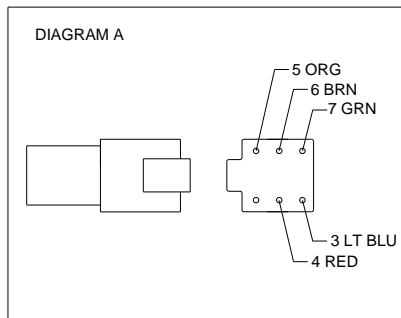 DIAGRAM A
5 ORG
6 BRN
7 GRN
3 LT BLU
4 RED